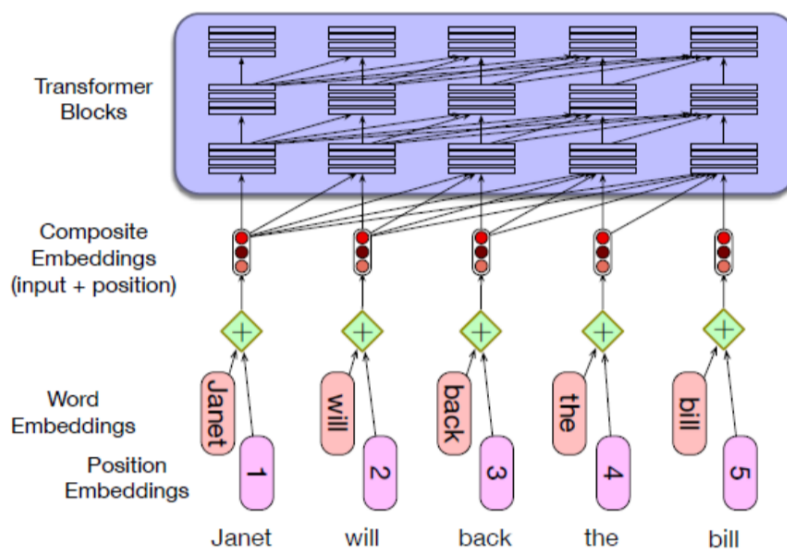 Transformer
Blocks
Composite
Embeddings
(input + position)
+ + + + +
Word
Embeddings
Janet will back the bill
Position
Embeddings
1 2 3 4 5
Janet will back the bill